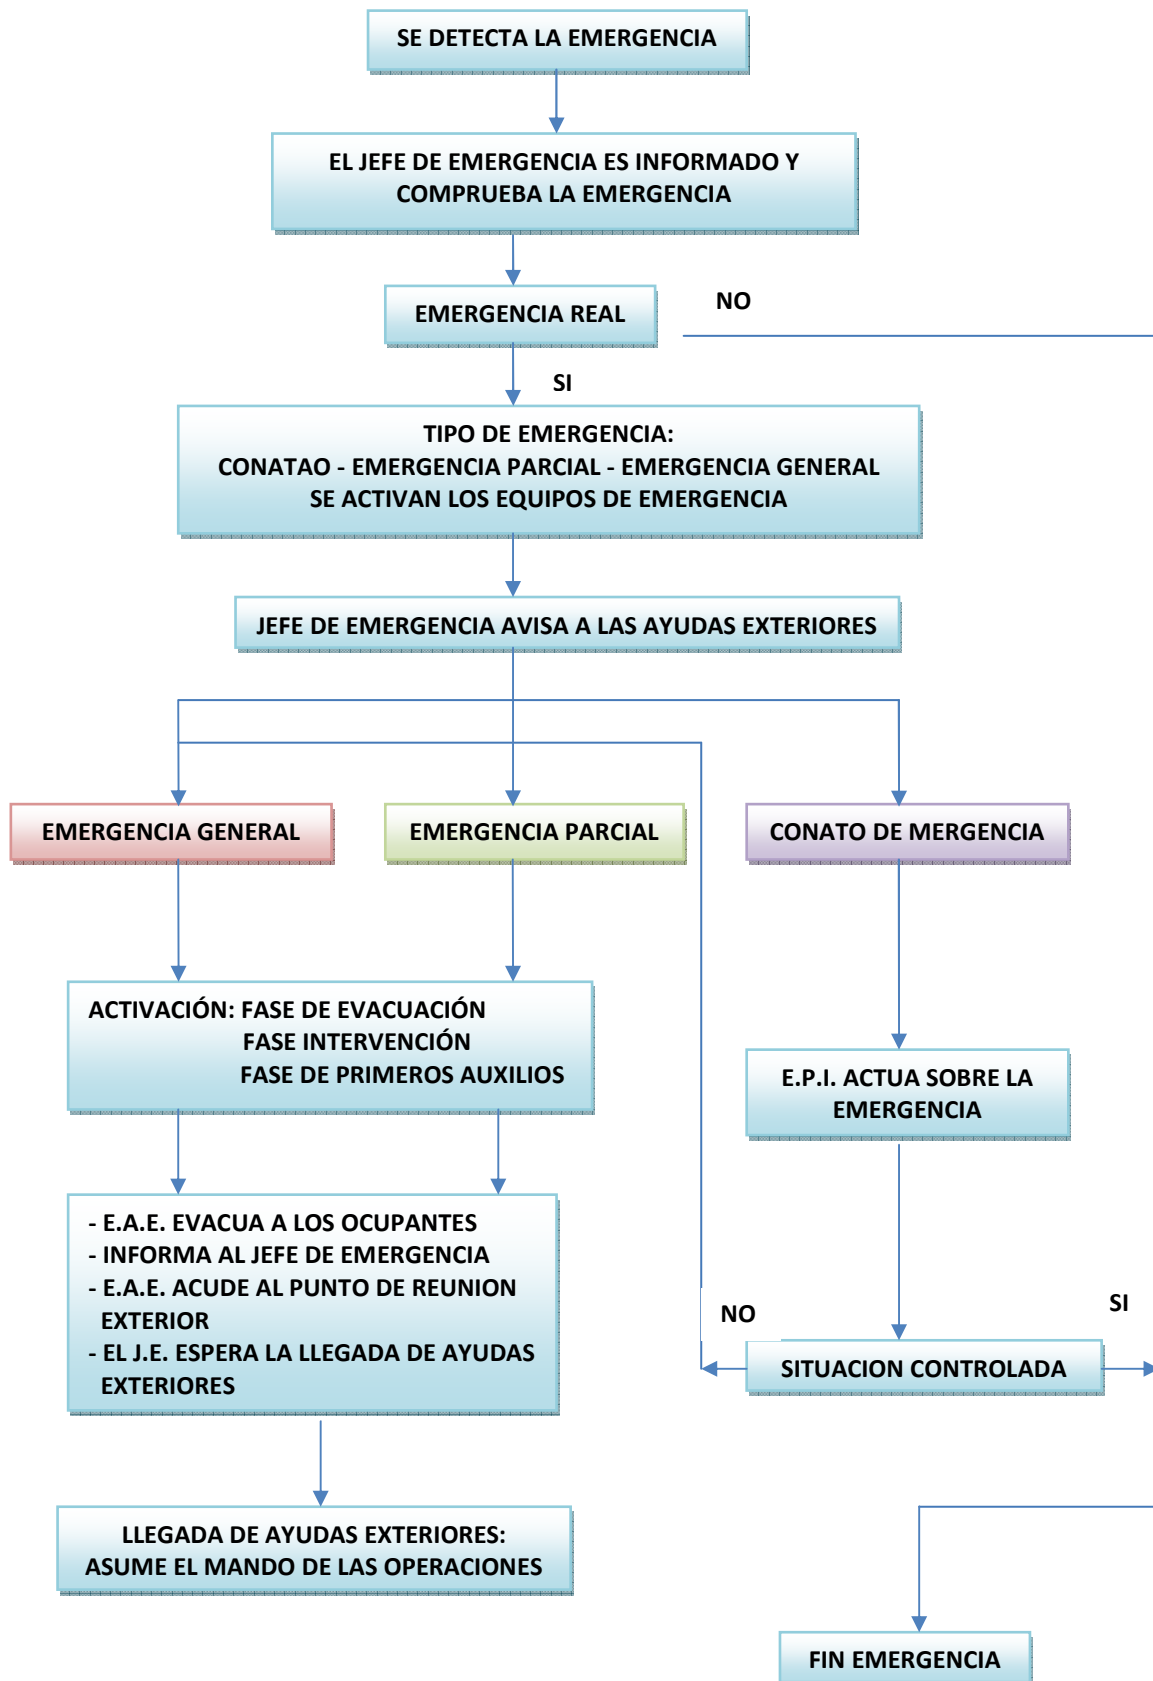 SE DETECTA LA EMERGENCIA
EL JEFE DE EMERGENCIA ES INFORMADO Y
COMPRUEBA LA EMERGENCIA
EMERGENCIA REAL
NO
SI
TIPO DE EMERGENCIA:
CONATAO - EMERGENCIA PARCIAL - EMERGENCIA GENERAL
SE ACTIVAN LOS EQUIPOS DE EMERGENCIA
JEFE DE EMERGENCIA AVISA A LAS AYUDAS EXTERIORES
EMERGENCIA GENERAL
EMERGENCIA PARCIAL
CONATO DE MERGENCIA
ACTIVACIÓN: FASE DE EVACUACIÓN
FASE INTERVENCIÓN
FASE DE PRIMEROS AUXILIOS
E.P.I. ACTUA SOBRE LA
EMERGENCIA
- E.A.E. EVACUA A LOS OCUPANTES
- INFORMA AL JEFE DE EMERGENCIA
- E.A.E. ACUDE AL PUNTO DE REUNION
EXTERIOR
- EL J.E. ESPERA LA LLEGADA DE AYUDAS
EXTERIORES
NO
SI
SITUACION CONTROLADA
LLEGADA DE AYUDAS EXTERIORES:
ASUME EL MANDO DE LAS OPERACIONES
FIN EMERGENCIA